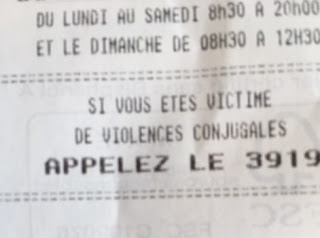 DU LUNDI AU SAMEDI 8h30 A 20h00
ET LE DIMANCHE DE 08H30 A 12H30
SI VOUS ETES VICTIME
DE VIOLENCES CONJUGALES
APPELEZ LE 3919